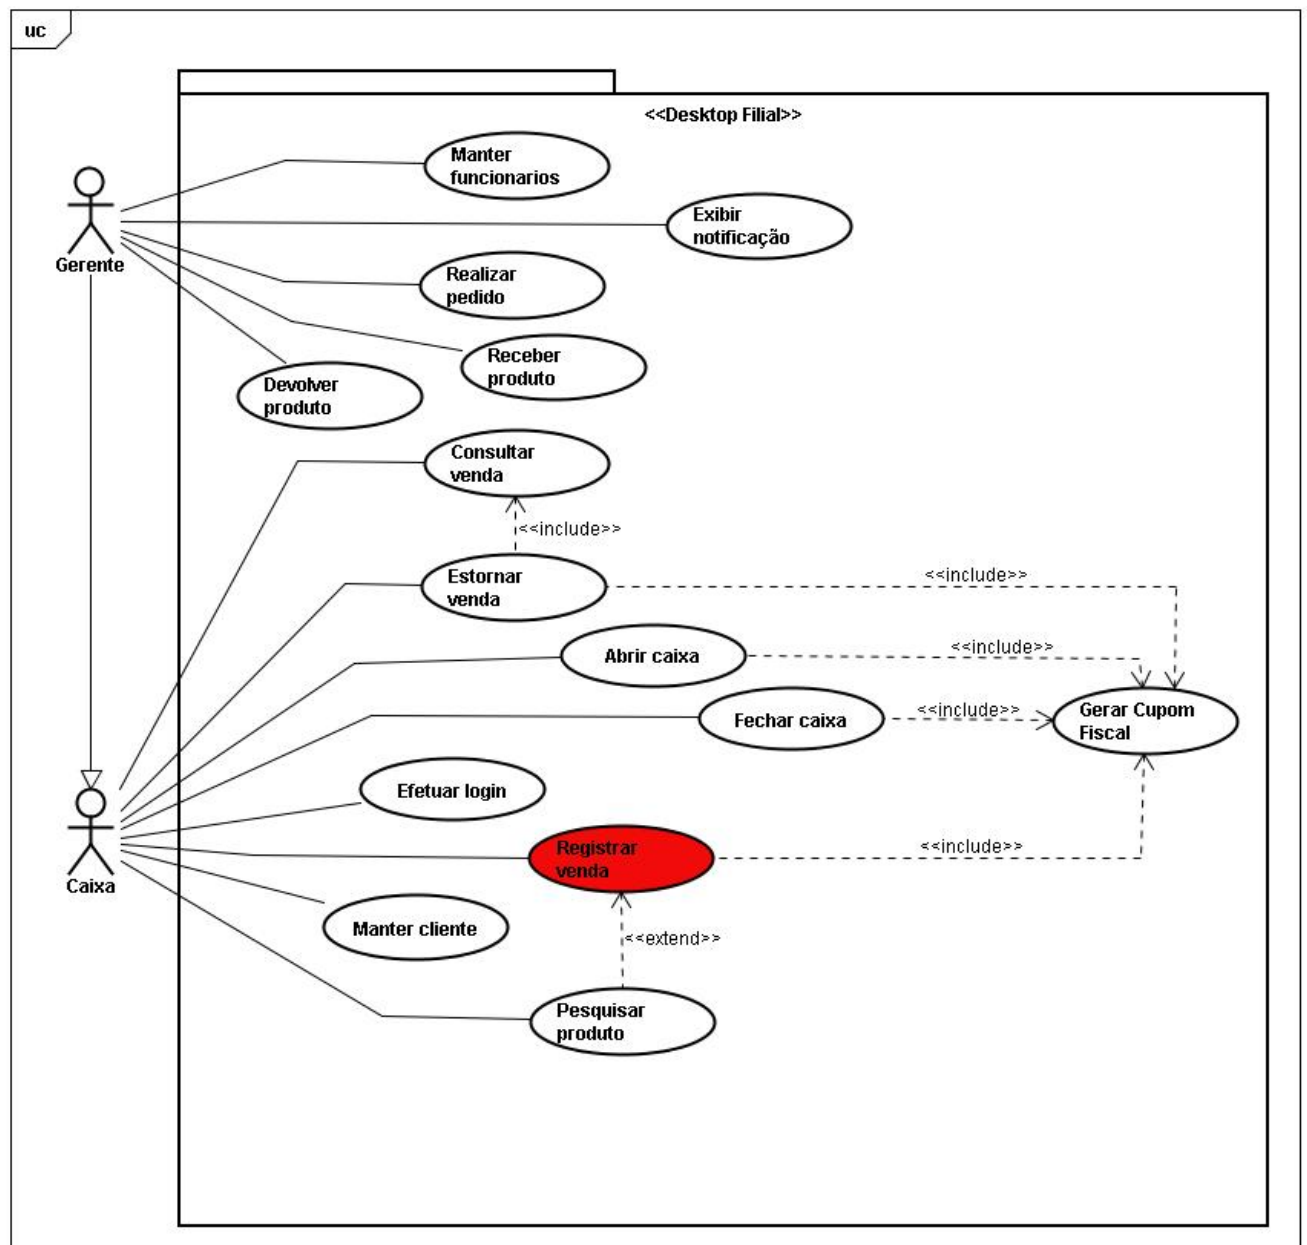 uc
<<Desktop Filial>>
Manter
funcionarios
Exibir
notificação
Gerente
Realizar
pedido
Receber
produto
Devolver
produto
Consultar
venda
<<include>>
Estornar
venda
<<include>>
Abrir caixa
<<include>>
Fechar caixa
<<include>>
Gerar Cupom
Fiscal
Efetuar login
Caixa
Registrar
venda
<<include>>
Manter cliente
<<extend>>
Pesquisar
produto